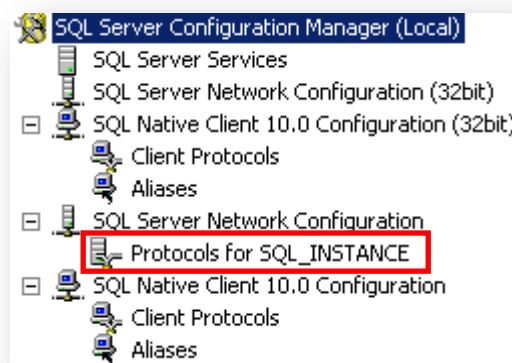 SQL Server Configuration Manager (Local)
SQL Server Services
SQL Server Network Configuration (32bit)
SQL Native Client 10.0 Configuration (32bit)
Client Protocols
Aliases
SQL Server Network Configuration
Protocols for SQL_INSTANCE
SQL Native Client 10.0 Configuration
Client Protocols
Aliases